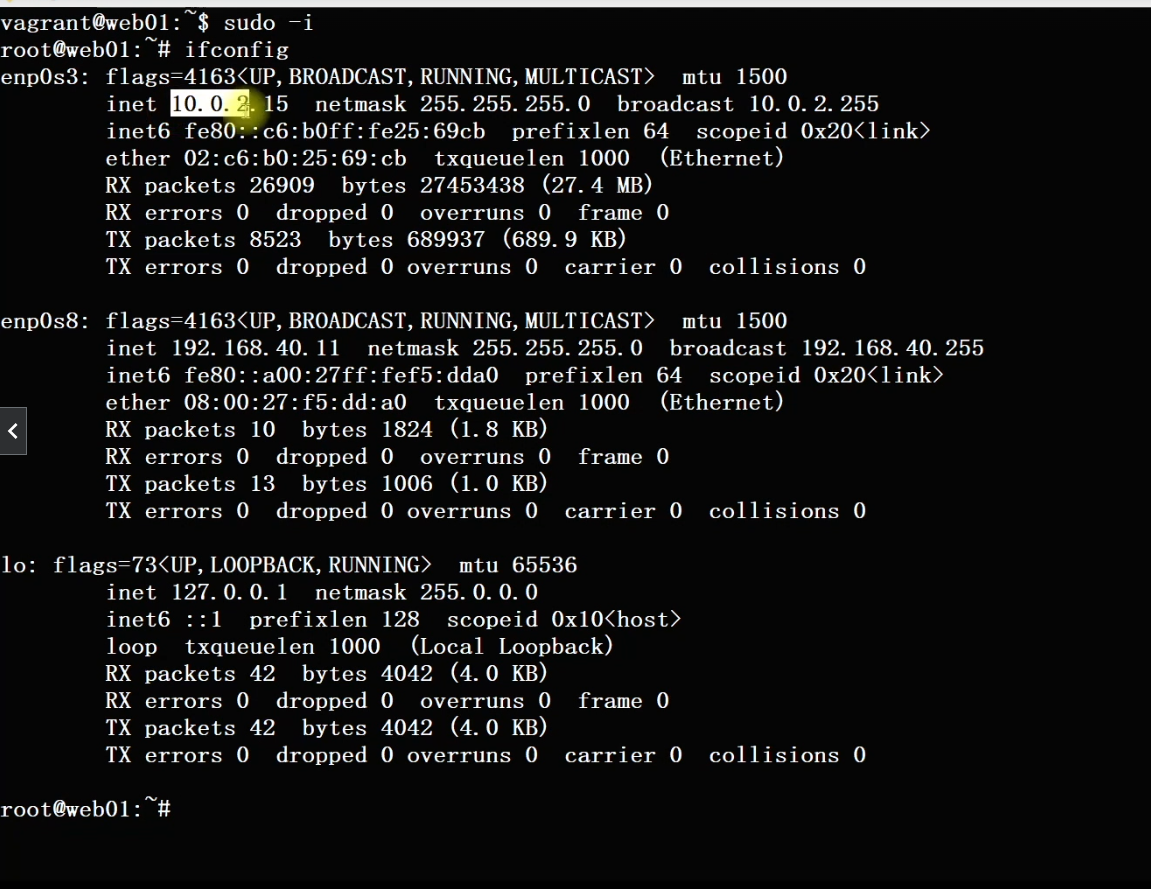 vagrant@web01:~$ sudo -i
root@web01:~# ifconfig
enp0s3: flags=4163<UP,BROADCAST,RUNNING,MULTICAST>  mtu 1500
        inet 10.0.2.15  netmask 255.255.255.0  broadcast 10.0.2.255
        inet6 fe80::c6:b0ff:fe25:69cb  prefixlen 64  scopeid 0x20<link>
        ether 02:c6:b0:25:69:cb  txqueuelen 1000  (Ethernet)
        RX packets 26909  bytes 27453438 (27.4 MB)
        RX errors 0  dropped 0  overruns 0  frame 0
        TX packets 8523  bytes 689937 (689.9 KB)
        TX errors 0  dropped 0 overruns 0  carrier 0  collisions 0

enp0s8: flags=4163<UP,BROADCAST,RUNNING,MULTICAST>  mtu 1500
        inet 192.168.40.11  netmask 255.255.255.0  broadcast 192.168.40.255
        inet6 fe80::a00:27ff:fef5:dda0  prefixlen 64  scopeid 0x20<link>
        ether 08:00:27:f5:dd:a0  txqueuelen 1000  (Ethernet)
        RX packets 10  bytes 1824 (1.8 KB)
        RX errors 0  dropped 0  overruns 0  frame 0
        TX packets 13  bytes 1006 (1.0 KB)
        TX errors 0  dropped 0 overruns 0  carrier 0  collisions 0

lo: flags=73<UP,LOOPBACK,RUNNING>  mtu 65536
        inet 127.0.0.1  netmask 255.0.0.0
        inet6 ::1  prefixlen 128  scopeid 0x10<host>
        loop  txqueuelen 1000  (Local Loopback)
        RX packets 42  bytes 4042 (4.0 KB)
        RX errors 0  dropped 0  overruns 0  frame 0
        TX packets 42  bytes 4042 (4.0 KB)
        TX errors 0  dropped 0 overruns 0  carrier 0  collisions 0

root@web01:~#